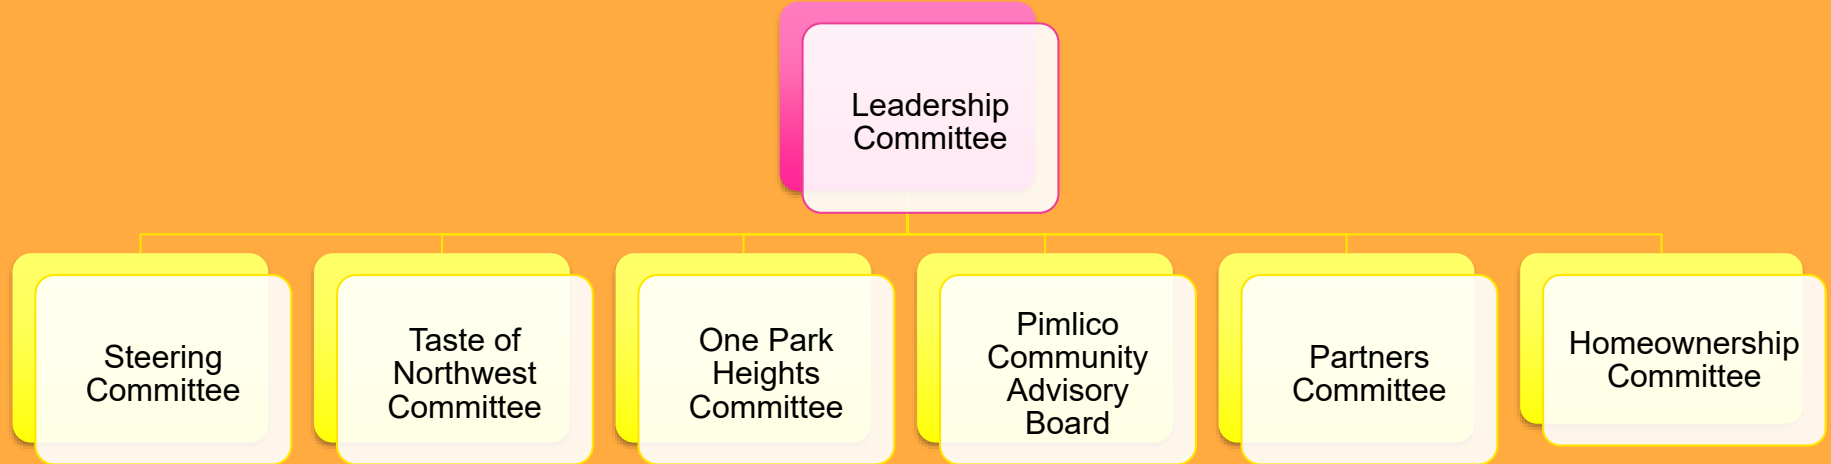 Leadership
Committee
Steering
Committee
Taste of
Northwest
Committee
One Park
Heights
Committee
Pimlico
Community
Advisory
Board
Partners
Committee
Homeownership
Committee